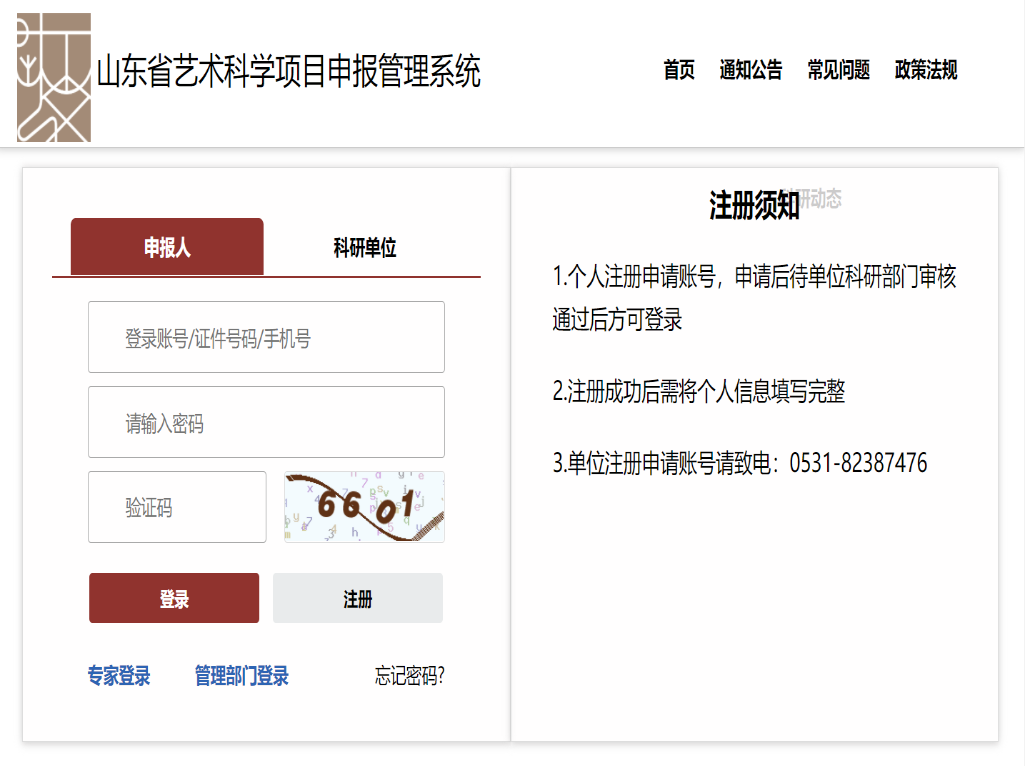 山东省艺术科学项目申报管理系统
首页 通知公告 常见问题 政策法规
申报人 科研单位
登录账号/证件号码/手机号
请输入密码
验证码
6601
登录 注册
专家登录 管理部门登录 忘记密码?
注册须知
科研动态
1.个人注册申请账号，申请后待单位科研部门审核
通过后方可登录
2.注册成功后需将个人信息填写完整
3.单位注册申请账号请致电：0531-82387476